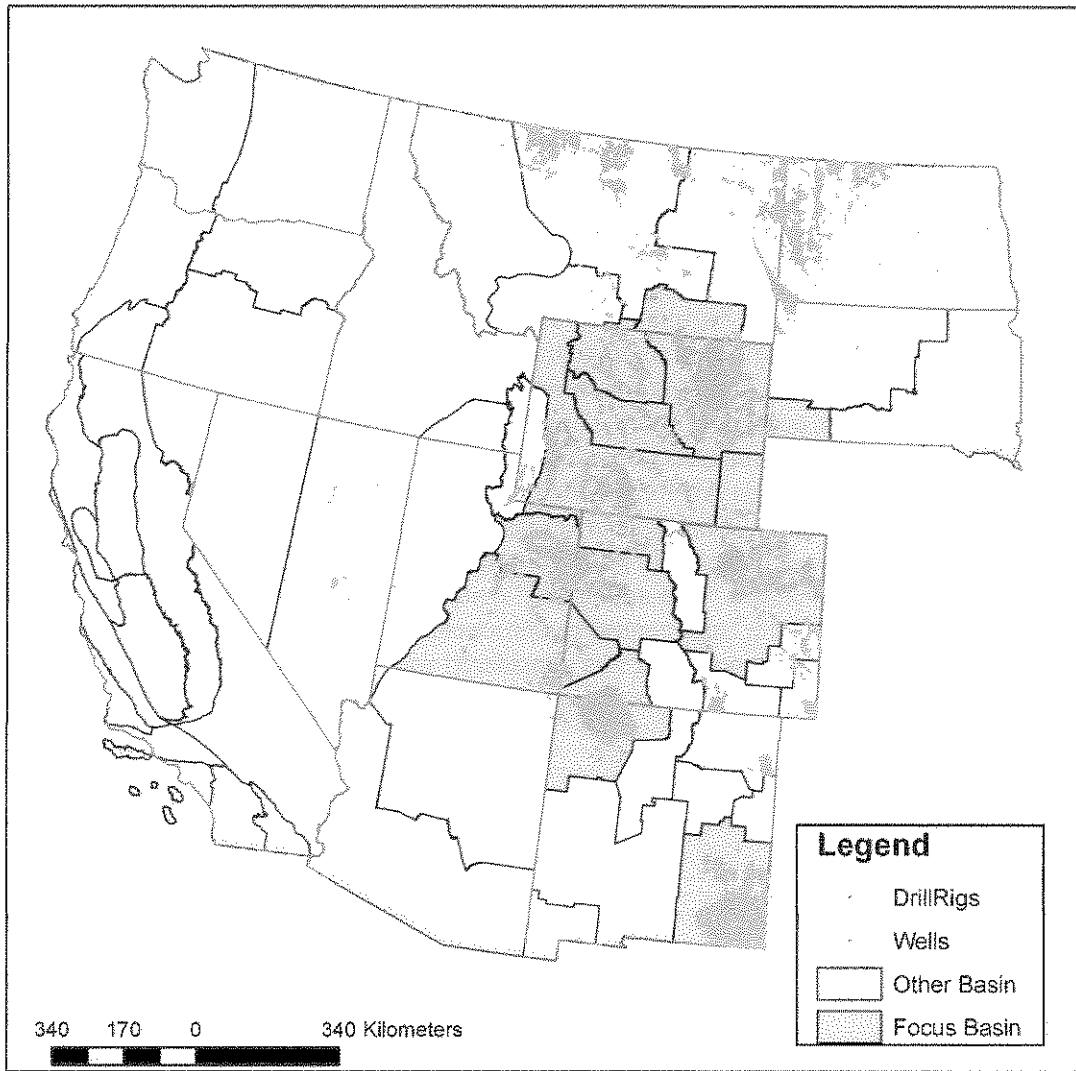 Legend
DrillRigs
Wells
Other Basin
Focus Basin
340 170 0 340 Kilometers